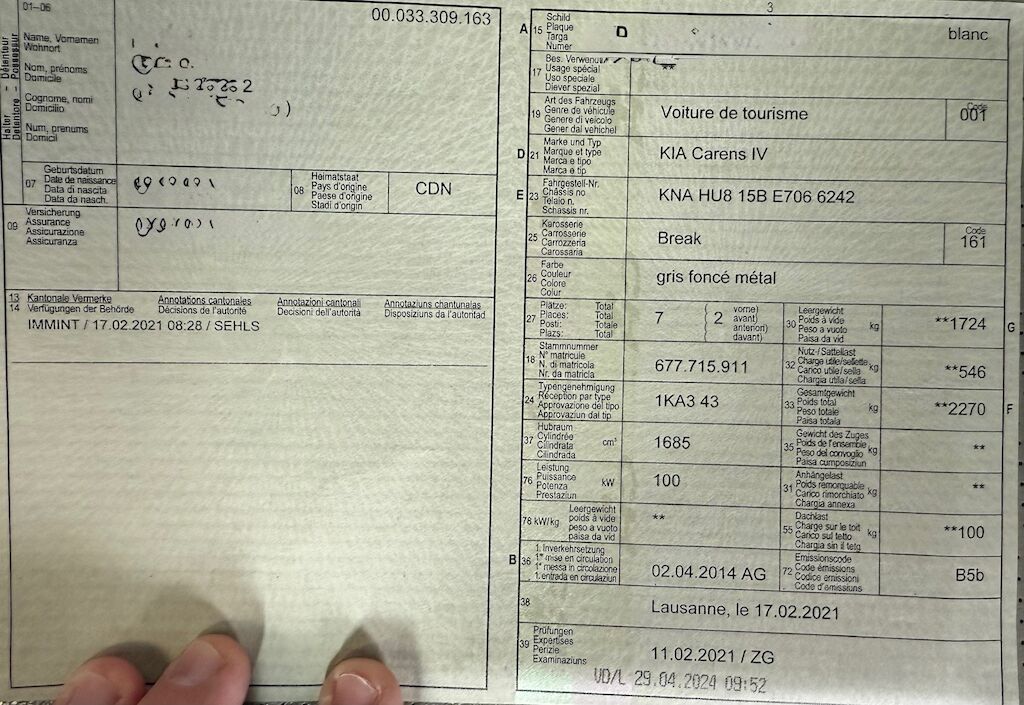 01-06
00.033.309.163
Halter - Détenteur
Detentore - Possessur
Name, Vornamen
Wohnort
Nom, prénoms
Domicile
Cognome, nomi
Domicilio
Num, prenums
Domicil
07
Geburtsdatum
Date de naissance
Data di nascita
Data da nasch.
08
Heimatstaat
Pays d'origine
Paese d'origine
Stadi d'origin
CDN
09
Versicherung
Assurance
Assicurazione
Assicuranza
13 Kantonale Vermerke Annotations cantonales Annotazioni cantonali Annotaziuns chantunalas
14 Verfügungen der Behörde Décisions de l'autorité Decisioni dell'autorità Disposiziuns da l'autoritad
IMMINT / 17.02.2021 08:28 / SEHLS
3
A 15
Schild
Plaque
Targa
Numer
D
blanc
17
Bes. Verwendung
Usage spécial
Uso speciale
Diever spezial
**
19
Art des Fahrzeugs
Genre de véhicule
Genere di veicolo
Gener dal vehichel
Voiture de tourisme
Code
001
D 21
Marke und Typ
Marque et type
Marca e tipo
Marca e tip
KIA Carens IV
E 23
Fahrgestell-Nr.
Châssis no
Telaio n.
Schassis nr.
KNA HU8 15B E706 6242
25
Karosserie
Carrosserie
Carrozzeria
Carossaria
Break
Code
161
26
Farbe
Couleur
Colore
Colur
gris foncé métal
27
Plätze: Total
Places: Total
Posti: Totale
Plazs: Total
7
2
vorne)
avant)
anteriori)
davant)
30
Leergewicht
Poids à vide
Peso a vuoto
Paisa da vid
kg
**1724
G
18
Stammnummer
N° matricule
N. di matricola
Nr. da matricla
677.715.911
32
Nutz-/Sattellast
Charge utile/sellette
Carico utile/sella
Chargia utila/sella
kg
**546
24
Typengenehmigung
Réception par type
Approvazione del tipo
Approvaziun dal tip
1KA3 43
33
Gesamtgewicht
Poids total
Peso totale
Paisa totala
kg
**2270
F
37
Hubraum
Cylindrée
Cilindrata
Cilindrada
cm³
1685
35
Gewicht des Zuges
Poids de l'ensemble
Peso del convoglio
Paisa cumposiziun
kg
**
76
Leistung
Puissance
Potenza
Prestaziun
kW
100
31
Anhängelast
Poids remorquable
Carico rimorchiato
Chargia annexa
kg
**
78 kW/kg
Leergewicht
poids à vide
peso a vuoto
paisa da vid
**
55
Dachlast
Charge sur le toit
Carico sul tetto
Chargia sin il tetg
kg
**100
B 36
1. Inverkehrsetzung
1re mise en circulation
1a messa in circolazione
1. entrada en circulaziun
02.04.2014 AG
72
Emissionscode
Code émissions
Codice emissioni
Code d'emissiuns
B5b
38
Lausanne, le 17.02.2021
39
Prüfungen
Expertises
Perizie
Examinaziuns
11.02.2021 / ZG
VD/L 29.04.2024 09:52